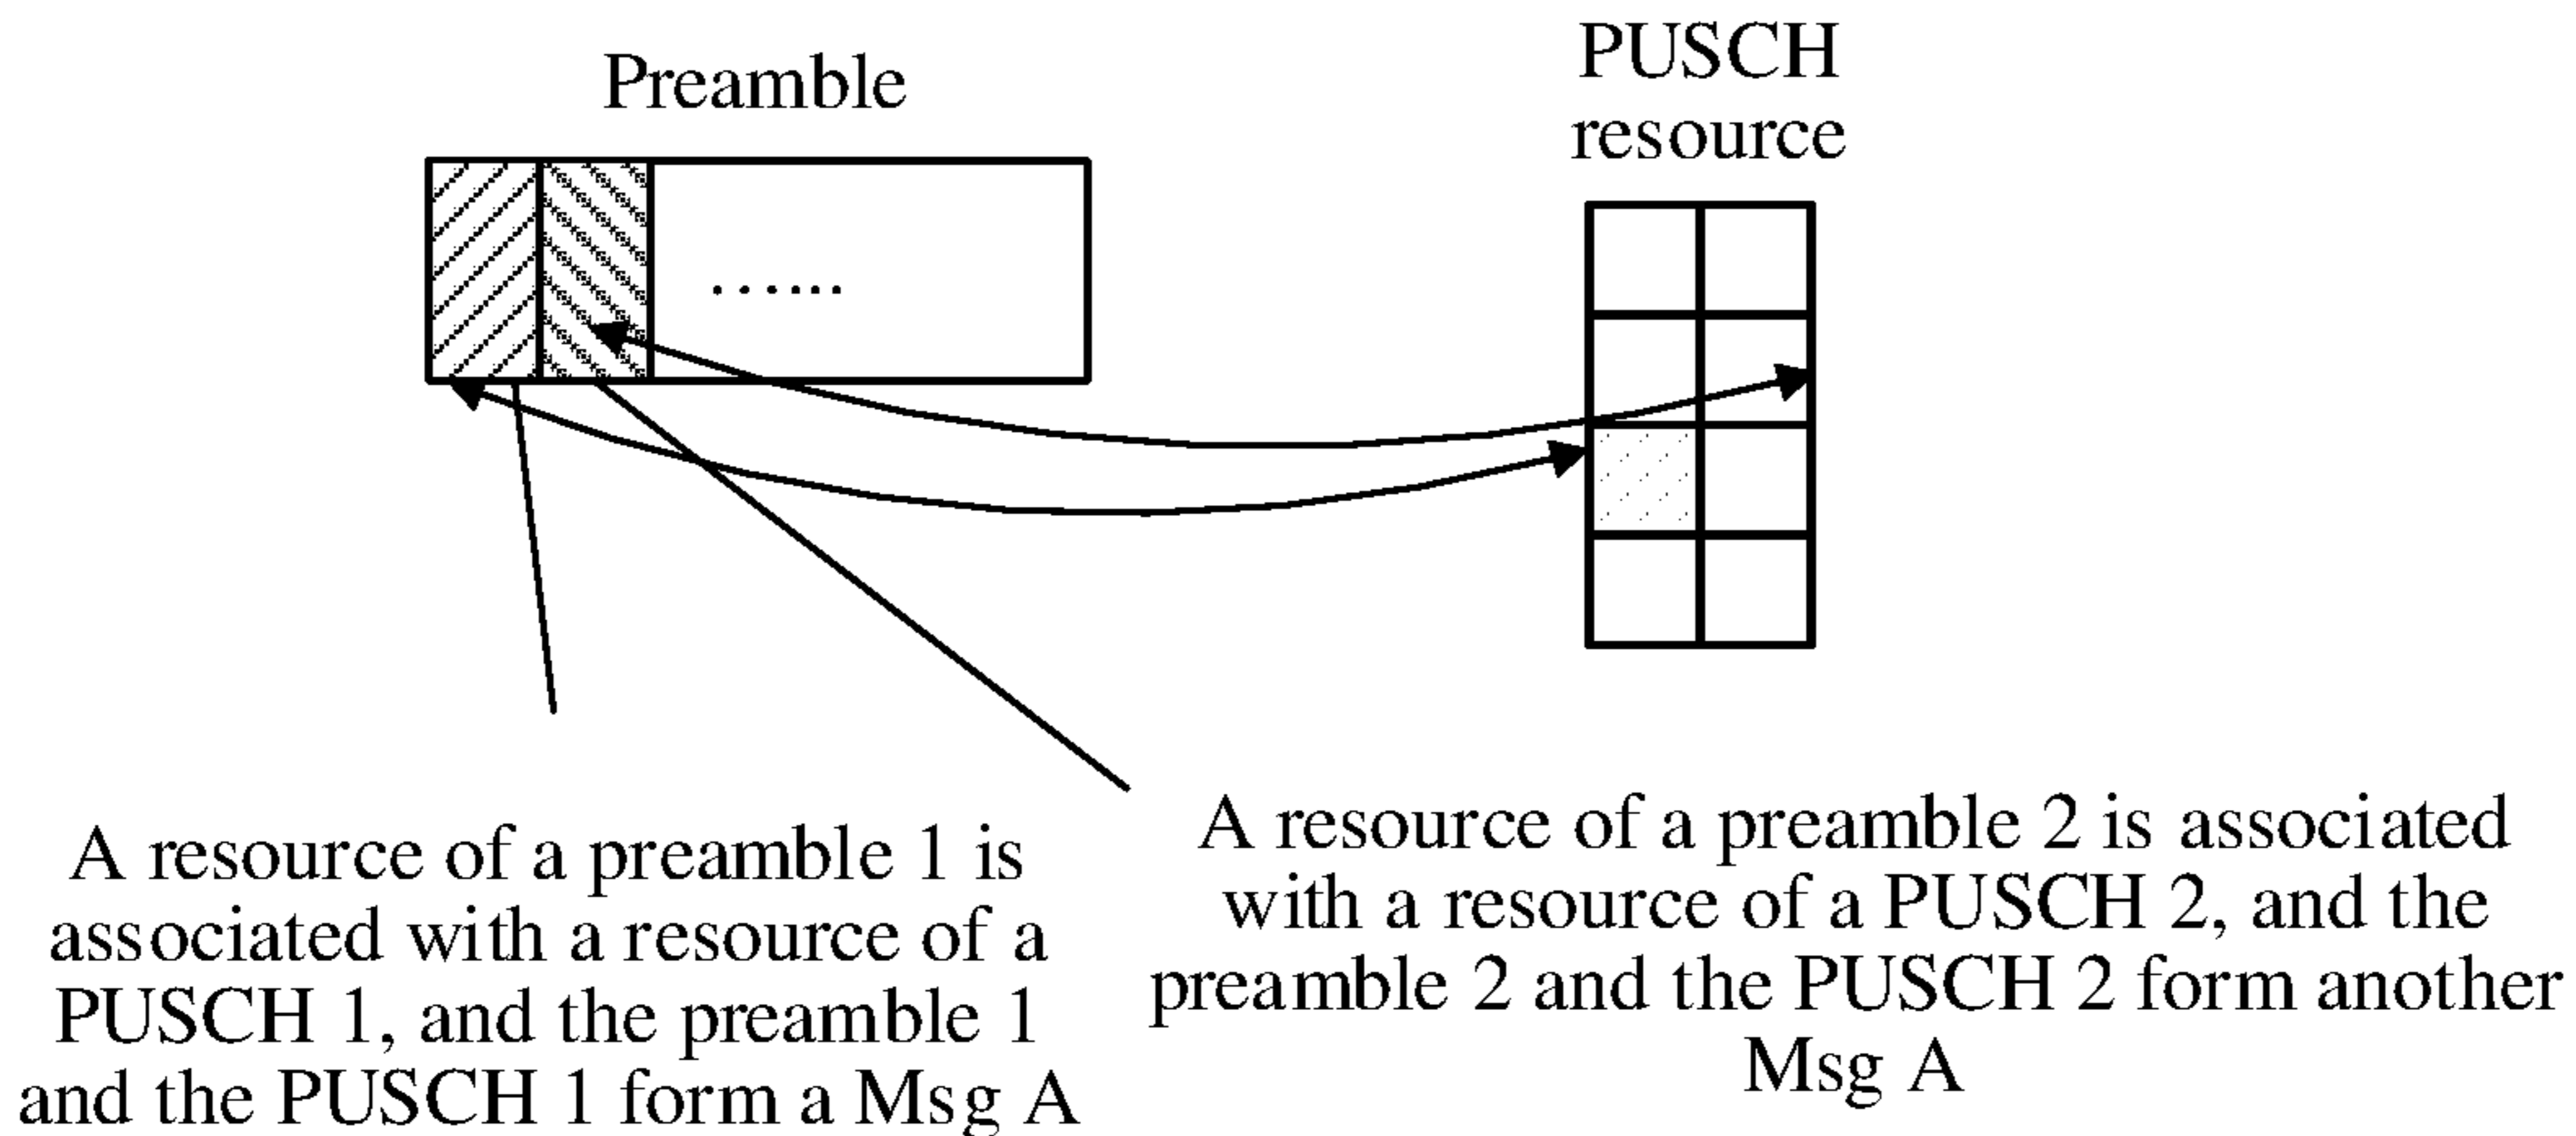 Preamble
PUSCH
resource
......
A resource of a preamble 1 is
associated with a resource of a
PUSCH 1, and the preamble 1
and the PUSCH 1 form a Msg A
A resource of a preamble 2 is associated
with a resource of a PUSCH 2, and the
preamble 2 and the PUSCH 2 form another
Msg A